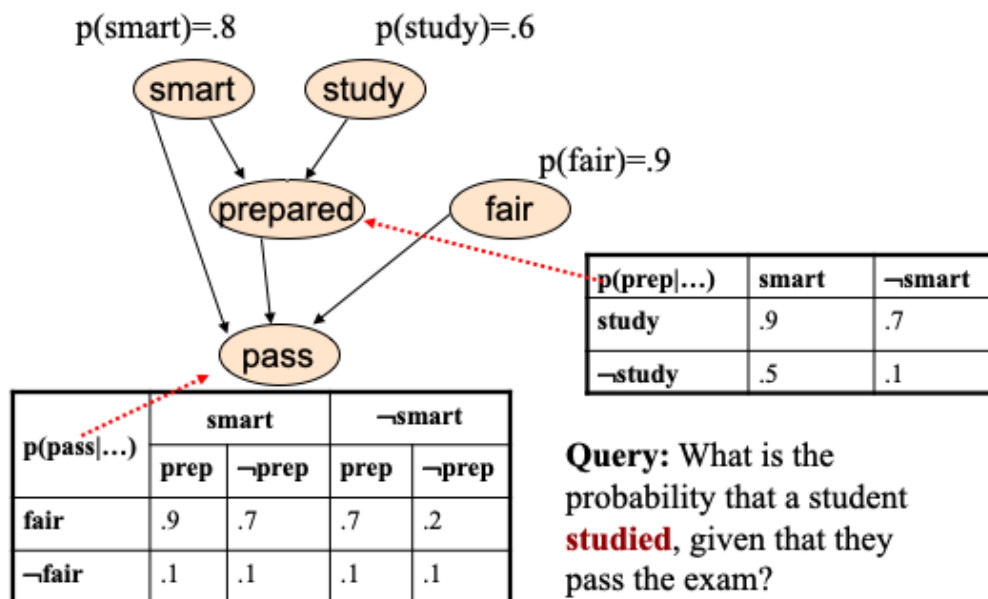 p(smart)=.8 p(study)=.6
smart study
p(fair)=.9
prepared fair
p(prep|...) smart ¬smart
study .9 .7
¬study .5 .1
pass
p(pass|...) smart ¬smart
prep ¬prep prep ¬prep
fair .9 .7 .7 .2
¬fair .1 .1 .1 .1
Query: What is the
probability that a student
studied, given that they
pass the exam?